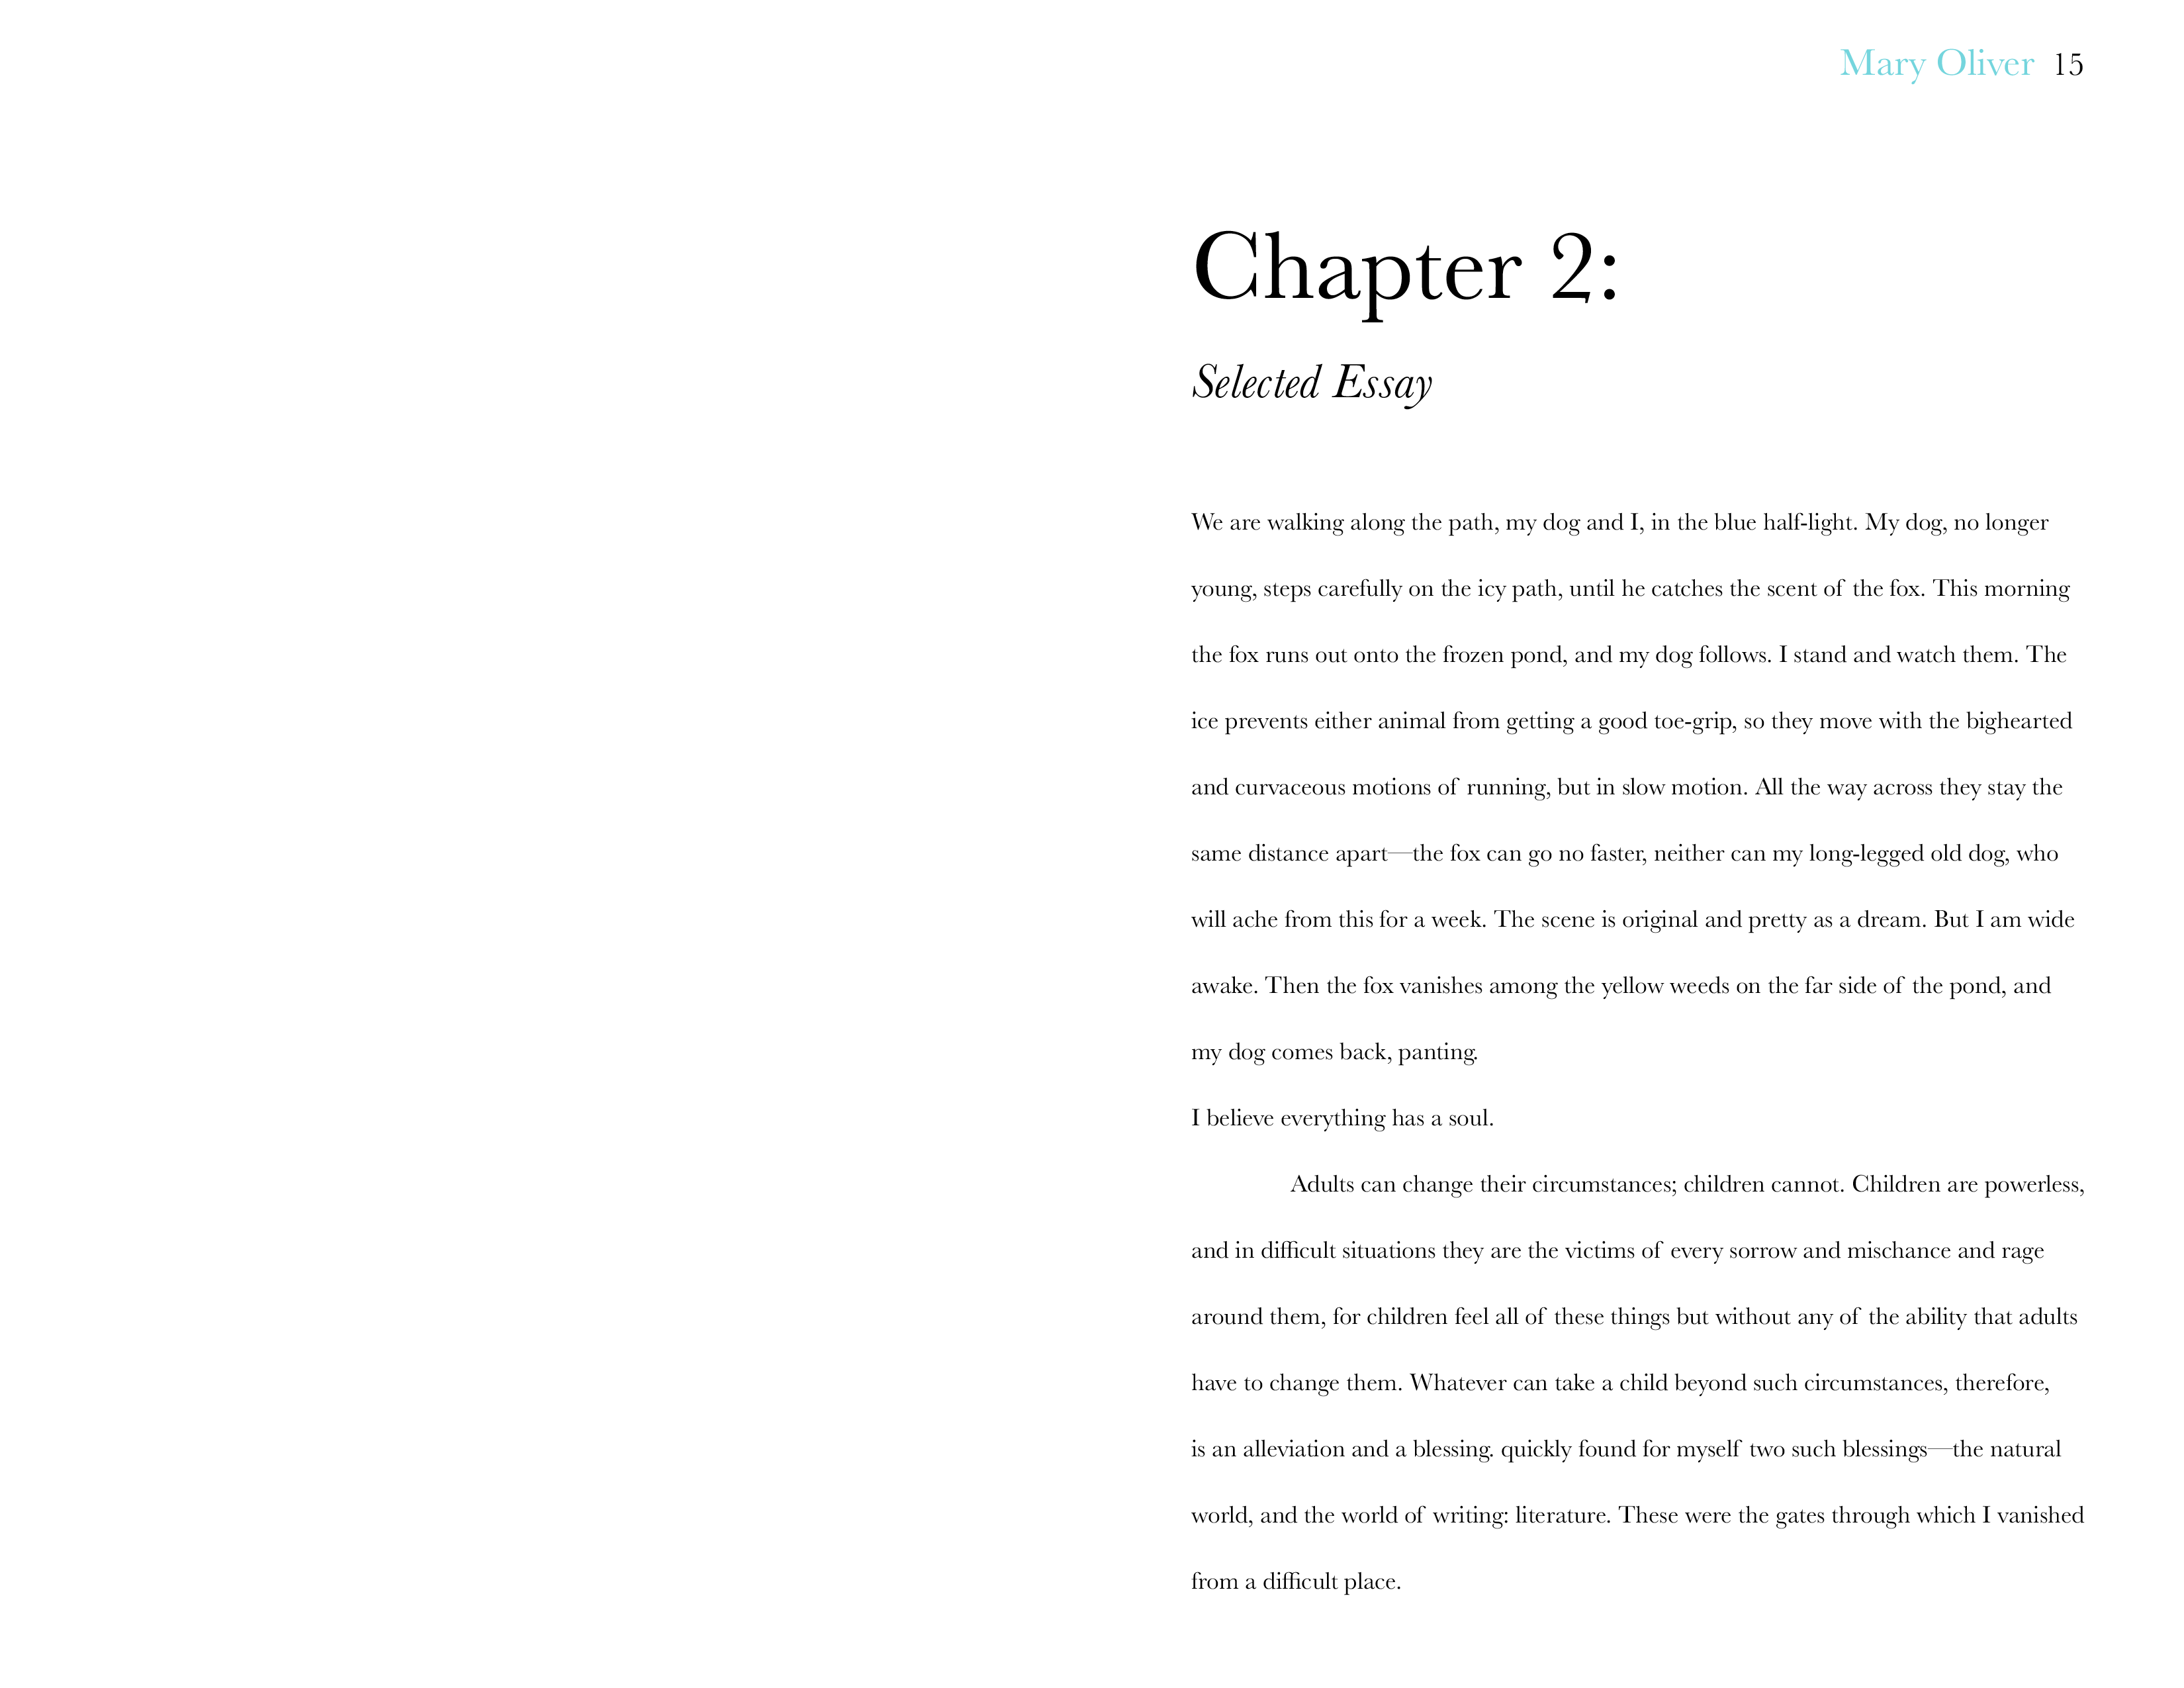 Mary Oliver 15
Chapter 2:
Selected Essay
We are walking along the path, my dog and I, in the blue half-light. My dog, no longer
young, steps carefully on the icy path, until he catches the scent of the fox. This morning
the fox runs out onto the frozen pond, and my dog follows. I stand and watch them. The
ice prevents either animal from getting a good toe-grip, so they move with the bighearted
and curvaceous motions of running, but in slow motion. All the way across they stay the
same distance apart—the fox can go no faster, neither can my long-legged old dog, who
will ache from this for a week. The scene is original and pretty as a dream. But I am wide
awake. Then the fox vanishes among the yellow weeds on the far side of the pond, and
my dog comes back, panting.
I believe everything has a soul.
Adults can change their circumstances; children cannot. Children are powerless,
and in difficult situations they are the victims of every sorrow and mischance and rage
around them, for children feel all of these things but without any of the ability that adults
have to change them. Whatever can take a child beyond such circumstances, therefore,
is an alleviation and a blessing. quickly found for myself two such blessings—the natural
world, and the world of writing: literature. These were the gates through which I vanished
from a difficult place.